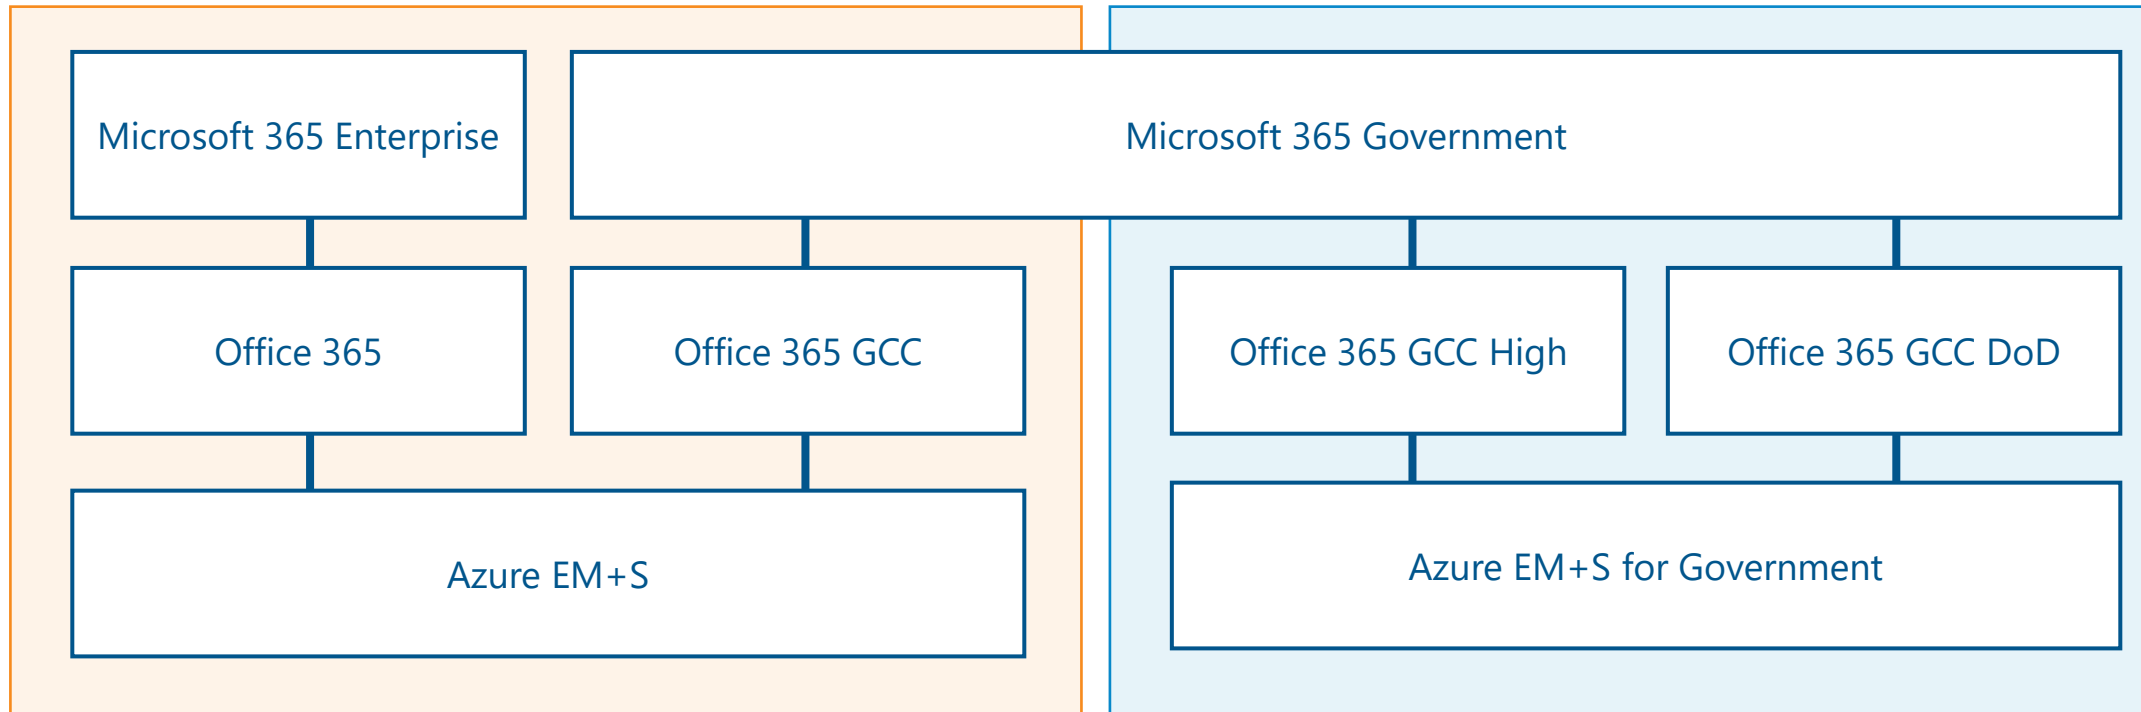 Microsoft 365 Enterprise
Microsoft 365 Government
Office 365
Office 365 GCC
Office 365 GCC High
Office 365 GCC DoD
Azure EM+S
Azure EM+S for Government